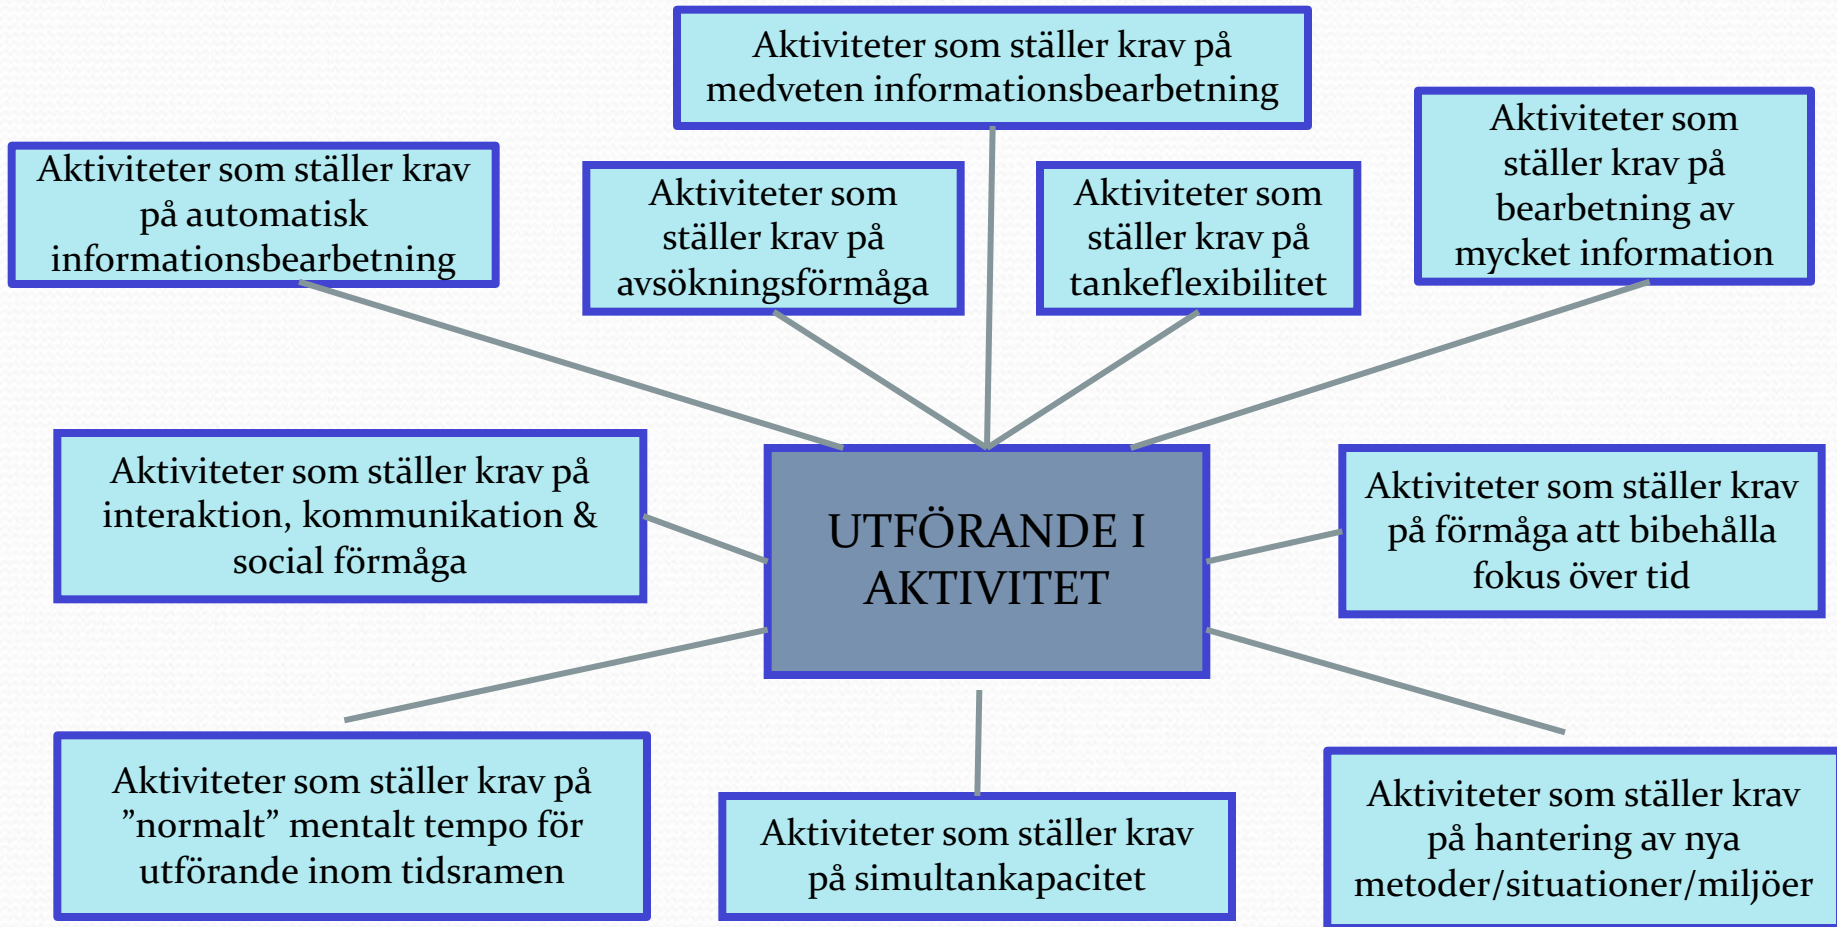 Aktiviteter som ställer krav på
medveten informationsbearbetning
Aktiviteter som ställer krav
på automatisk
informationsbearbetning
Aktiviteter som
ställer krav på
avsökningsförmåga
Aktiviteter som
ställer krav på
tankeflexibilitet
Aktiviteter som
ställer krav på
bearbetning av
mycket information
Aktiviteter som ställer krav på
interaktion, kommunikation &
social förmåga
UTFÖRANDE I
AKTIVITET
Aktiviteter som ställer krav
på förmåga att bibehålla
fokus över tid
Aktiviteter som ställer krav på
”normalt” mentalt tempo för
utförande inom tidsramen
Aktiviteter som ställer krav
på simultankapacitet
Aktiviteter som ställer krav
på hantering av nya
metoder/situationer/miljöer